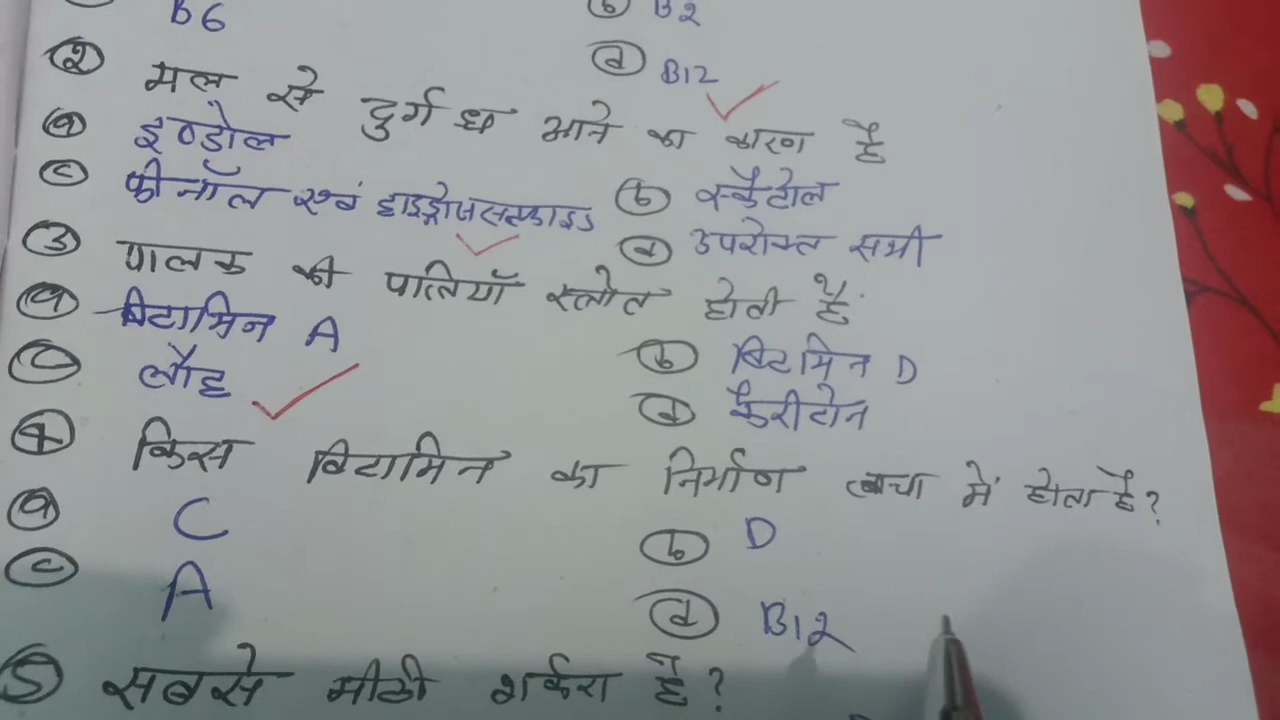 B6 ⓑ B2
ⓓ B12
② मल से दुर्गंध आने का कारण है
ⓐ इण्डोल ⓑ स्कैटोल
ⓒ फीनॉल एवं हाइड्रोजसल्फाइड ⓓ उपरोक्त सभी
③ पालक की पत्तियाँ स्त्रोत होती हैं
ⓐ विटामिन A ⓑ विटामिन D
ⓒ लौह ⓓ कैरीटोन
④ किस विटामिन का निर्माण त्वचा में होता है?
ⓐ C ⓑ D
ⓒ A ⓓ B12
⑤ सबसे मीठी शर्करा है?